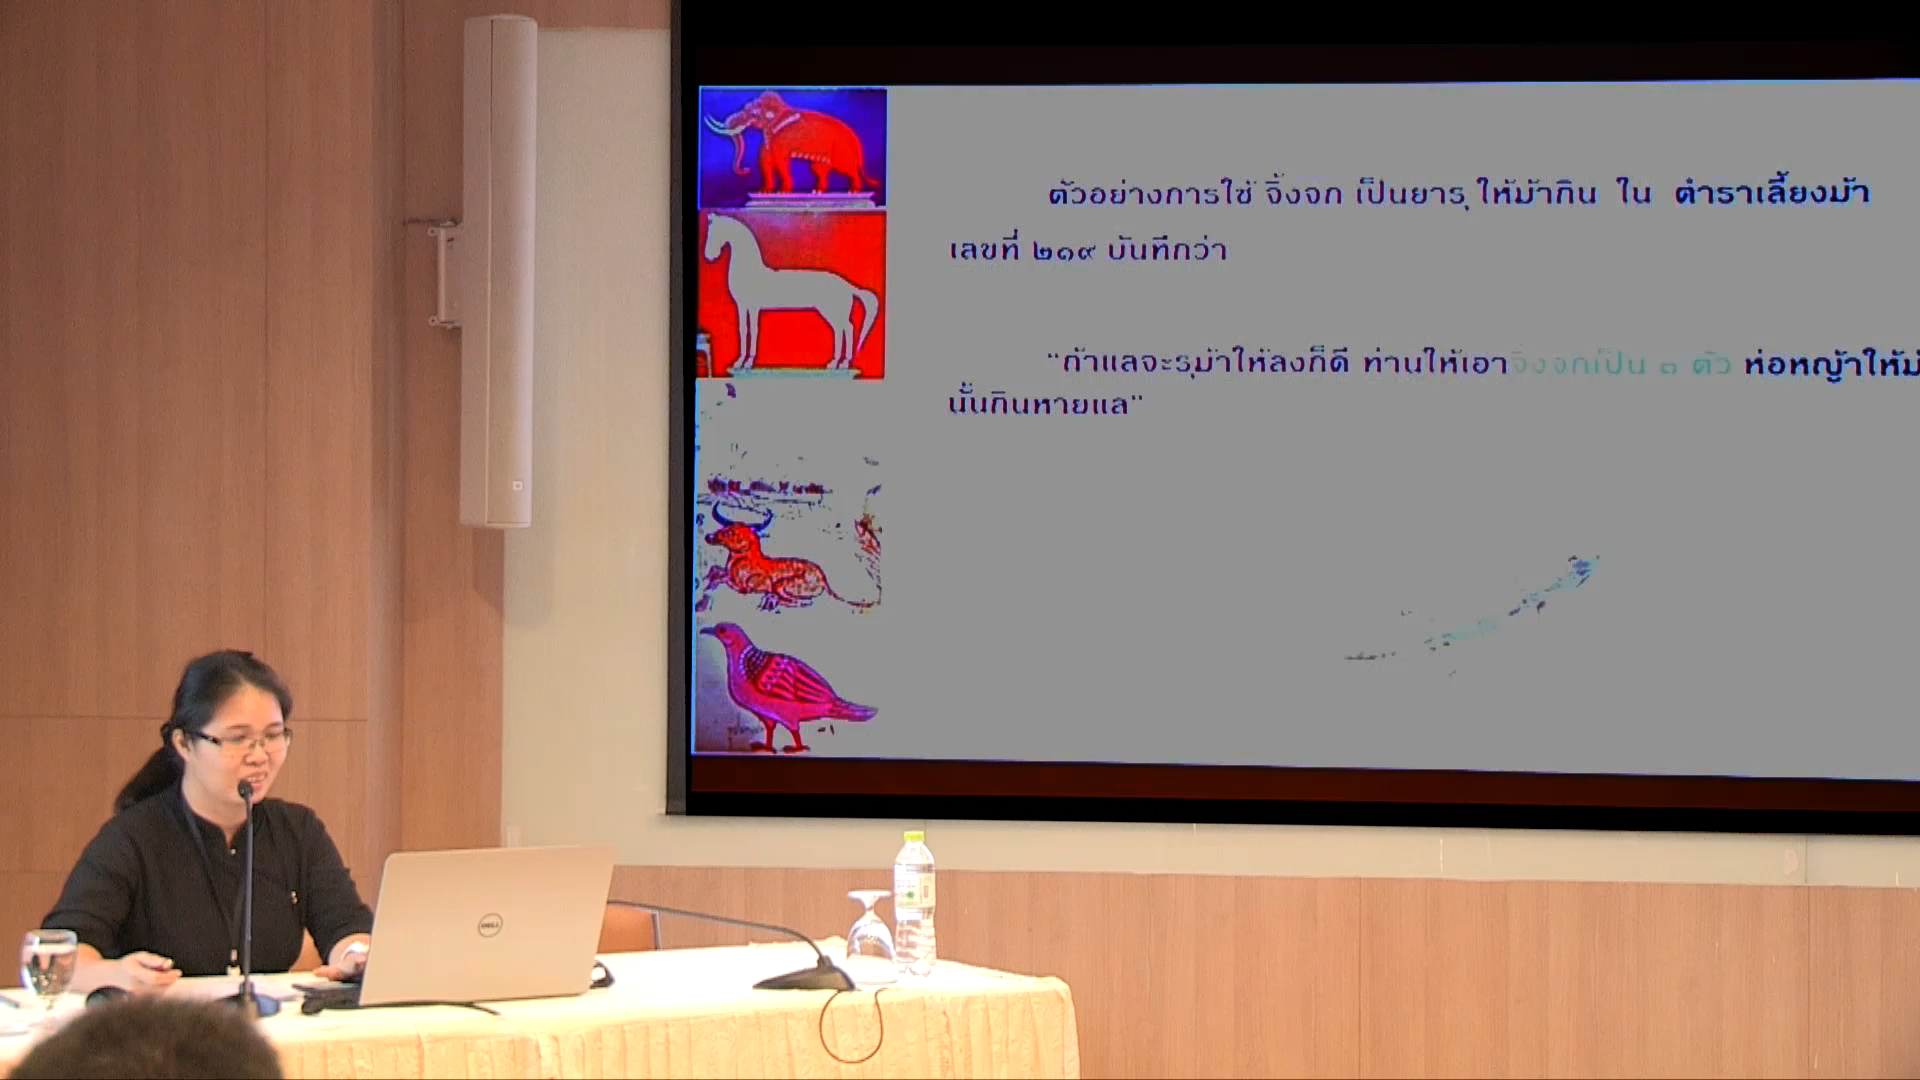 ตัวอย่างการใช้ จิ้งจก เป็นยารุ ให้ม้ากิน ใน ตำราเลี้ยงม้า
เลขที่ ๒๑๙ บันทึกว่า
“ถ้าแลจะรุม้าให้ลงก็ดี ท่านให้เอาจิ้งจกเป็น ๓ ตัว ห่อหญ้าให้ม้
นั้นกินหายแล”
DELL